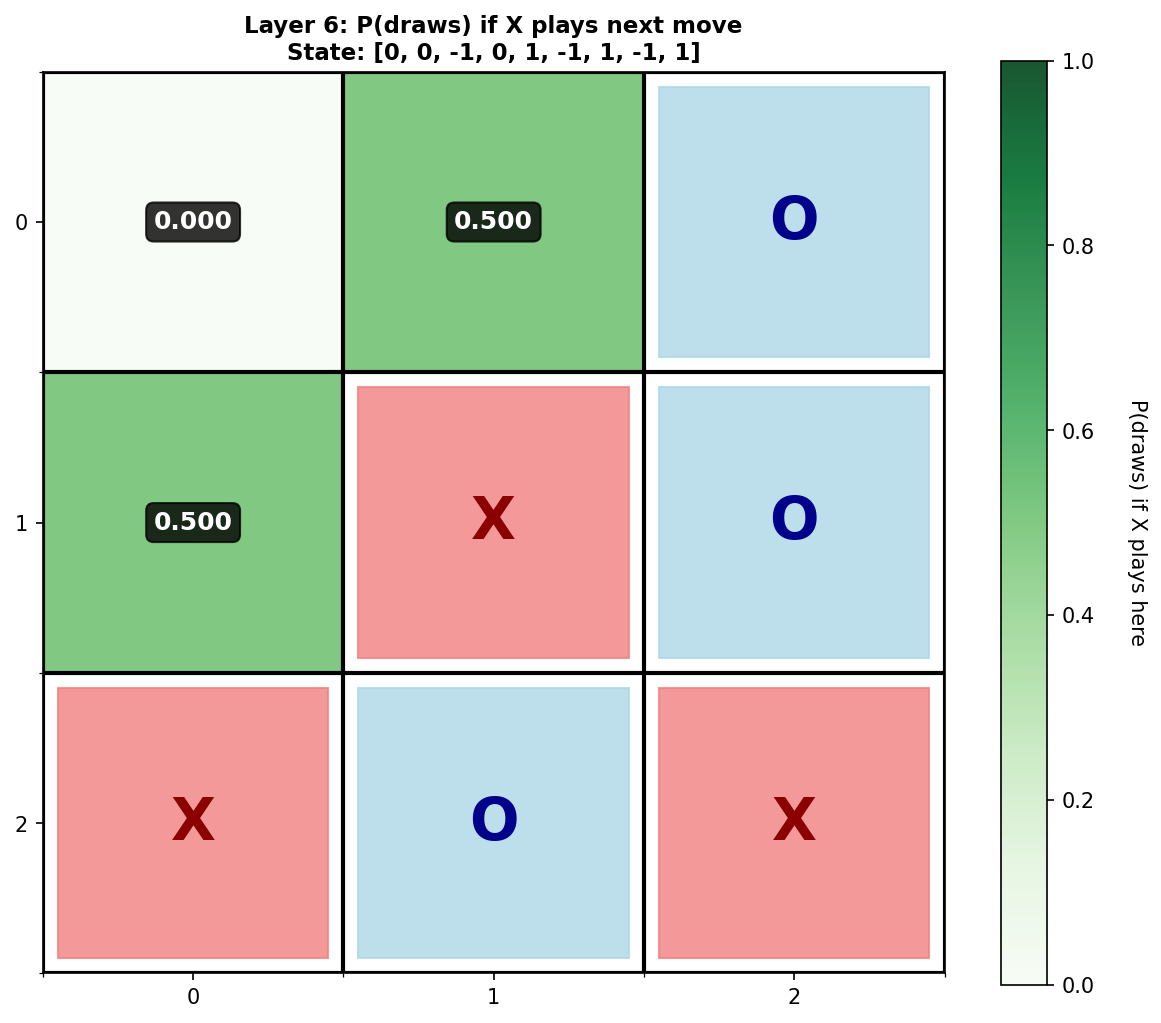 Layer 6: P(draws) if X plays next move
State: [0, 0, -1, 0, 1, -1, 1, -1, 1]
0
0.000
0.500
O
1
0.500
X
O
2
X
O
X
0
1
2
1.0
0.8
0.6
0.4
0.2
0.0
P(draws) if X plays here